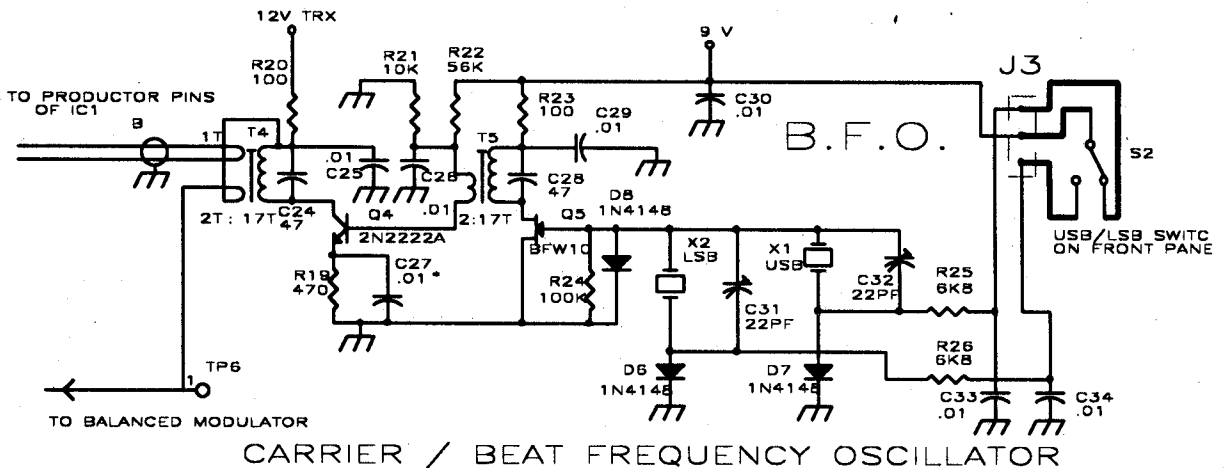 12V TRX
9 V
J3
R20
100
R21
10K
R22
56K
R23
100
C29
.01
C30
.01
B.F.O.
TO PRODUCTOR PINS
OF IC1
B
1T
T4
.01
C25
C26
.01
T5
C28
47
S2
2T: 17T
C24
47
Q4
2N2222A
2:17T
Q5
BFW10
D8
1N4148
X2
LSB
X1
USB
USB/LSB SWITC
ON FRONT PANE
R19
470
C27
.01*
R24
100K
C31
22PF
C32
22PF
R25
6K8
R26
6K8
D6
1N4148
D7
1N4148
C33
.01
C34
.01
1
TP6
TO BALANCED MODULATOR
CARRIER / BEAT FREQUENCY OSCILLATOR